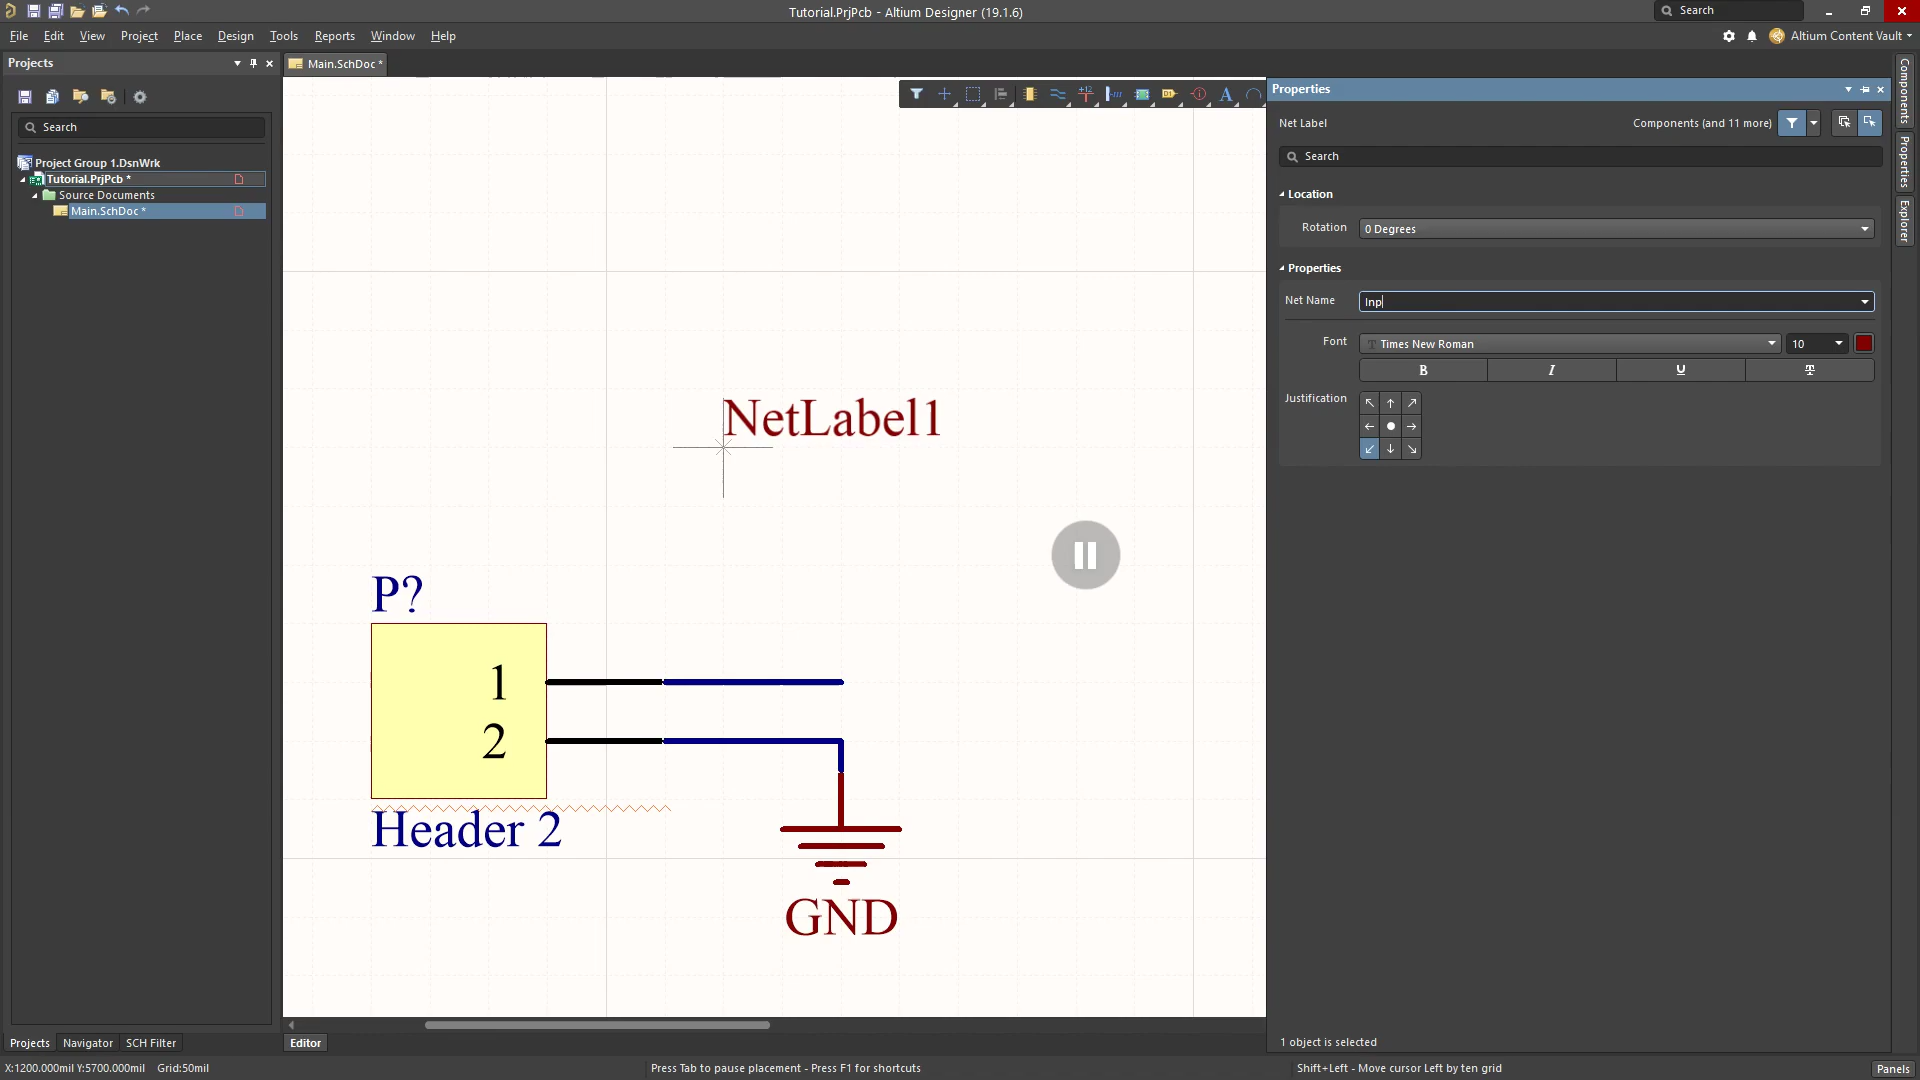 Tutorial.PrjPcb - Altium Designer (19.1.6)
Search
File Edit View Project Place Design Tools Reports Window Help
Altium Content Vault
Projects
Main.SchDoc *
Search
Project Group 1.DsnWrk
Tutorial.PrjPcb *
Source Documents
Main.SchDoc *
NetLabel1
P?
1
2
Header 2
GND
Properties
Net Label
Components (and 11 more)
Search
Location
Rotation
0 Degrees
Properties
Net Name
Inp
Font
T Times New Roman
10
B I U T
Justification
1 object is selected
Components
Properties
Explorer
Projects Navigator SCH Filter
Editor
X:1200.000mil Y:5700.000mil Grid:50mil
Press Tab to pause placement - Press F1 for shortcuts
Shift+Left - Move cursor Left by ten grid
Panels